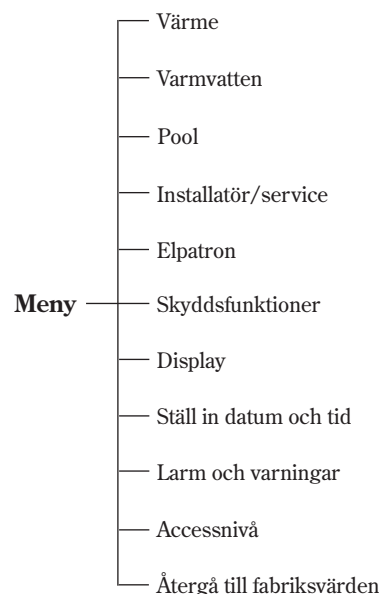 Värme
Varmvatten
Pool
Installatör/service
Elpatron
Meny Skyddsfunktioner
Display
Ställ in datum och tid
Larm och varningar
Accessnivå
Återgå till fabriksvärden